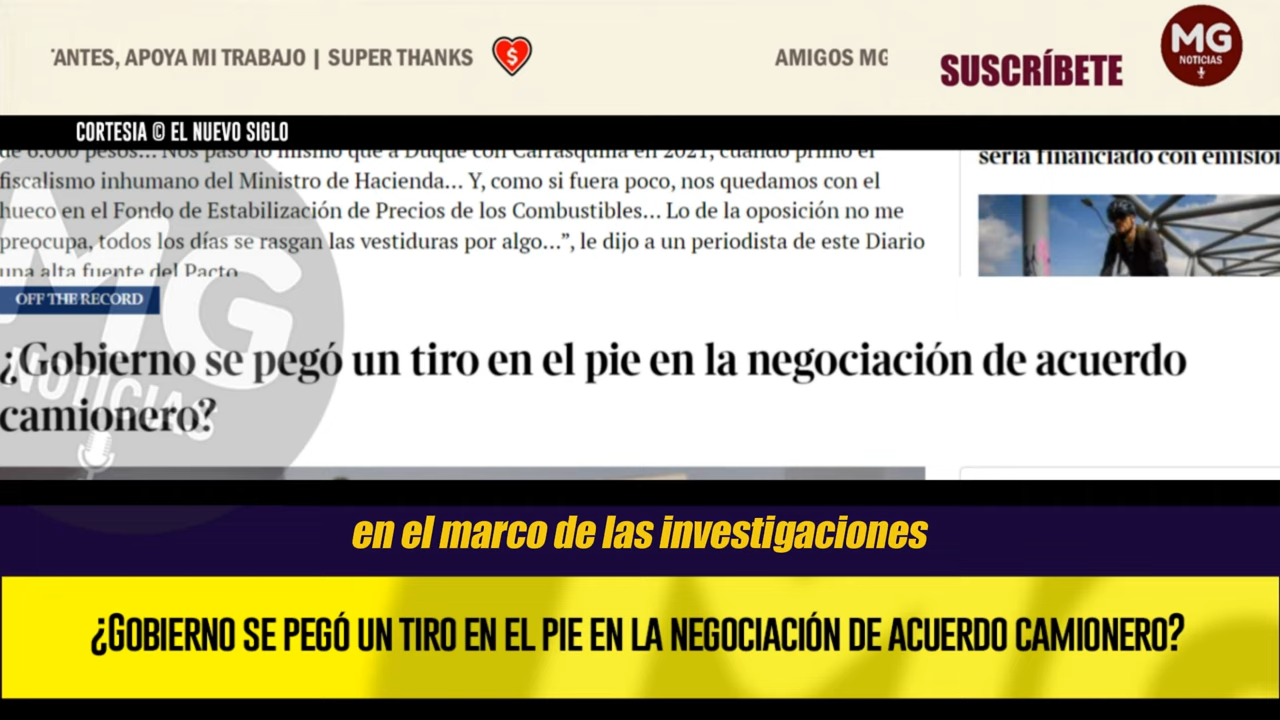 'ANTES, APOYA MI TRABAJO | SUPER THANKS
AMIGOS MG
SUSCRÍBETE
MG
NOTICIAS
CORTESIA © EL NUEVO SIGLO
de 6.000 pesos... Nos pasó lo mismo que a Duque con Carrasquilla en 2021, cuando primó el
fiscalismo inhumano del Ministro de Hacienda... Y, como si fuera poco, nos quedamos con el
hueco en el Fondo de Estabilización de Precios de los Combustibles... Lo de la oposición no me
preocupa, todos los días se rasgan las vestiduras por algo...”, le dijo a un periodista de este Diario
una alta fuente del Pacto
sería financiado con emisión
OFF THE RECORD
¿Gobierno se pegó un tiro en el pie en la negociación de acuerdo
camionero?
MG
NOTICIAS
en el marco de las investigaciones
¿GOBIERNO SE PEGÓ UN TIRO EN EL PIE EN LA NEGOCIACIÓN DE ACUERDO CAMIONERO?